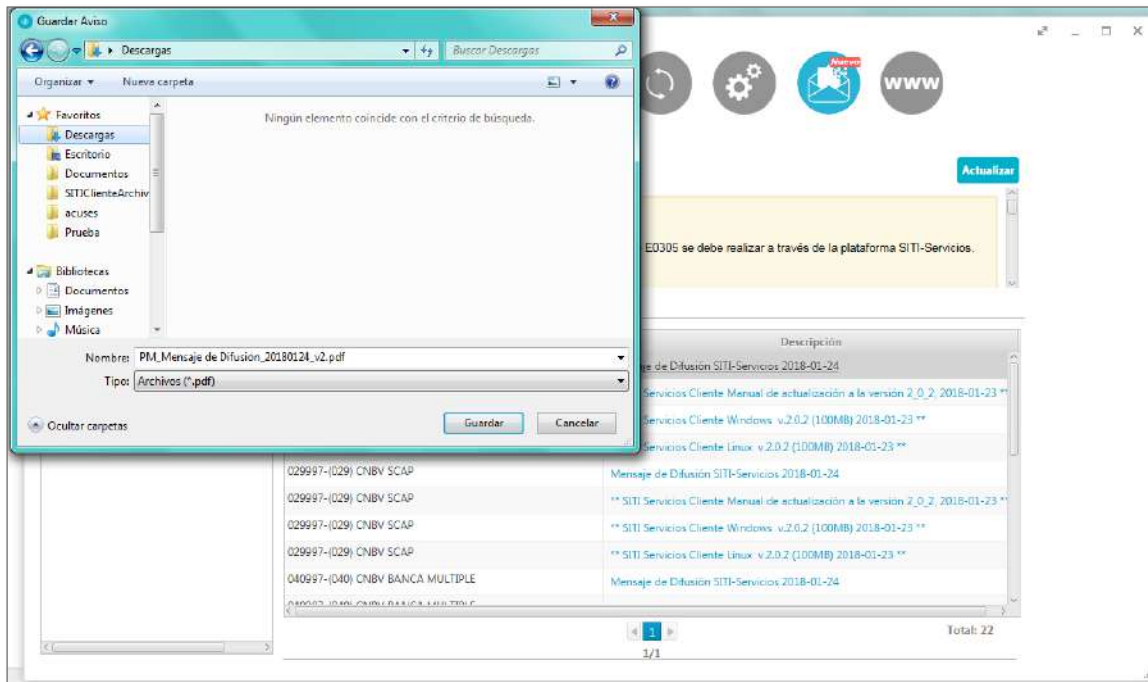 Guardar Aviso
Descargas
Buscar Descargas
Organizar
Nueva carpeta
Favoritos
Descargas
Escritorio
Documentos
SITIClienteArchiv
acuses
Prueba
Bibliotecas
Documentos
Imágenes
Música
Ningún elemento coincide con el criterio de búsqueda.
Nombre: PM_Mensaje de Difusion_20180124_v2.pdf
Tipo: Archivos (*.pdf)
Ocultar carpetas
Guardar
Cancelar
Nuevo
WWW
Actualizar
E0305 se debe realizar a través de la plataforma SITI-Servicios.
Descripción
je de Difusión SITI-Servicios 2018-01-24
Servicios Cliente Manual de actualización a la versión 2_0_2, 2018-01-23 **
Servicios Cliente Windows v.2.0.2 (100MB) 2018-01-23 **
Servicios Cliente Linux v.2.0.2 (100MB) 2018-01-23 **
029997-(029) CNBV SCAP Mensaje de Difusión SITI-Servicios 2018-01-24
029997-(029) CNBV SCAP ** SITI Servicios Cliente Manual de actualización a la versión 2_0_2, 2018-01-23 **
029997-(029) CNBV SCAP ** SITI Servicios Cliente Windows v.2.0.2 (100MB) 2018-01-23 **
029997-(029) CNBV SCAP ** SITI Servicios Cliente Linux v.2.0.2 (100MB) 2018-01-23 **
040997-(040) CNBV BANCA MULTIPLE Mensaje de Difusión SITI-Servicios 2018-01-24
1
1/1
Total: 22